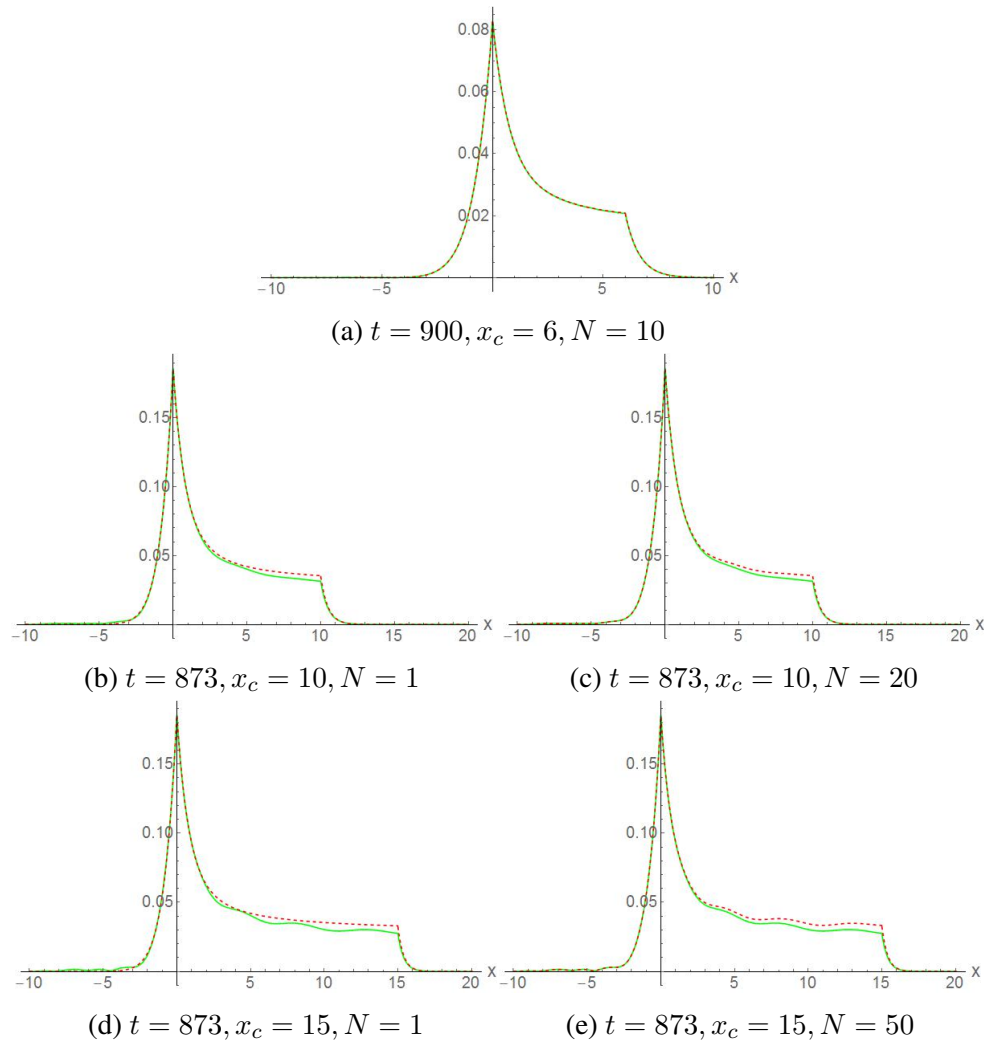 0.08
0.06
0.04
0.02
−10 −5 5 10 X
(a) t = 900, x_c = 6, N = 10
0.15 0.15
0.10 0.10
0.05 0.05
−10 −5 5 10 15 20 X −10 −5 5 10 15 20 X
(b) t = 873, x_c = 10, N = 1 (c) t = 873, x_c = 10, N = 20
0.15 0.15
0.10 0.10
0.05 0.05
−10 −5 5 10 15 20 X −10 −5 5 10 15 20 X
(d) t = 873, x_c = 15, N = 1 (e) t = 873, x_c = 15, N = 50